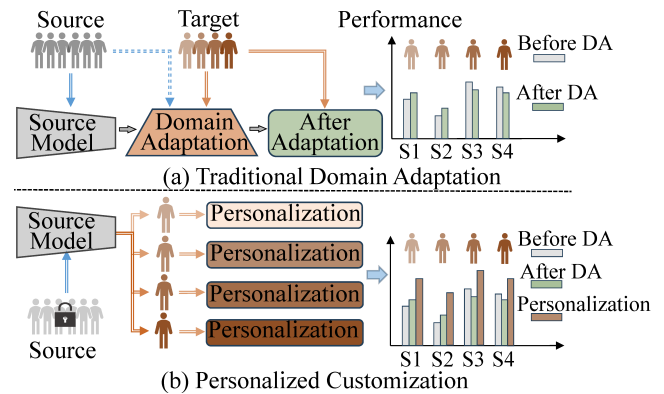 Source
Target
Performance
Before DA
After DA
Source
Model
Domain
Adaptation
After
Adaptation
S1 S2 S3 S4
(a) Traditional Domain Adaptation
Source
Model
Personalization
Personalization
Personalization
Personalization
Source
Before DA
After DA
Personalization
S1 S2 S3 S4
(b) Personalized Customization